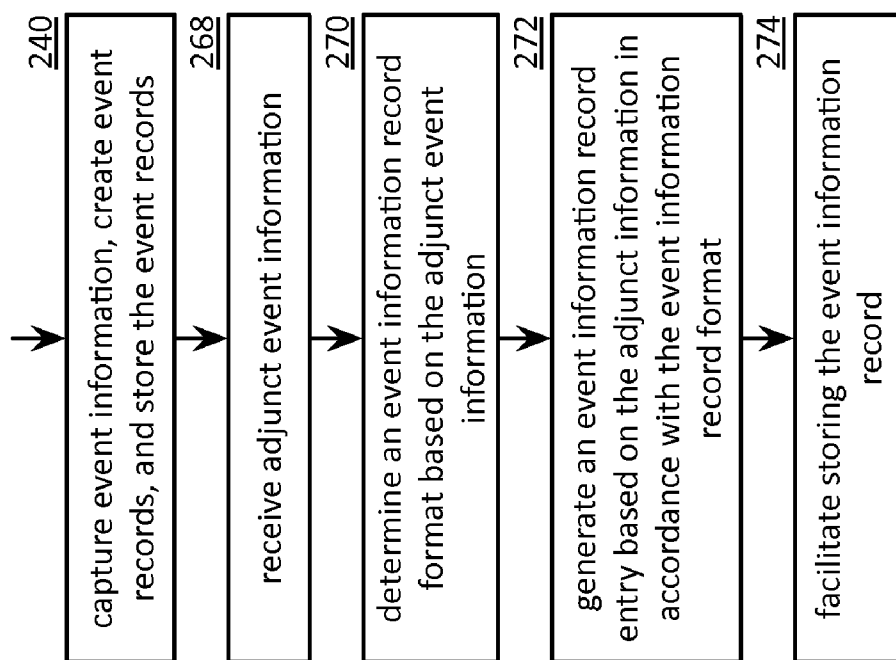 240
capture event information, create event
records, and store the event records
268
receive adjunct event information
270
determine an event information record
format based on the adjunct event
information
272
generate an event information record
entry based on the adjunct information in
accordance with the event information
record format
274
facilitate storing the event information
record